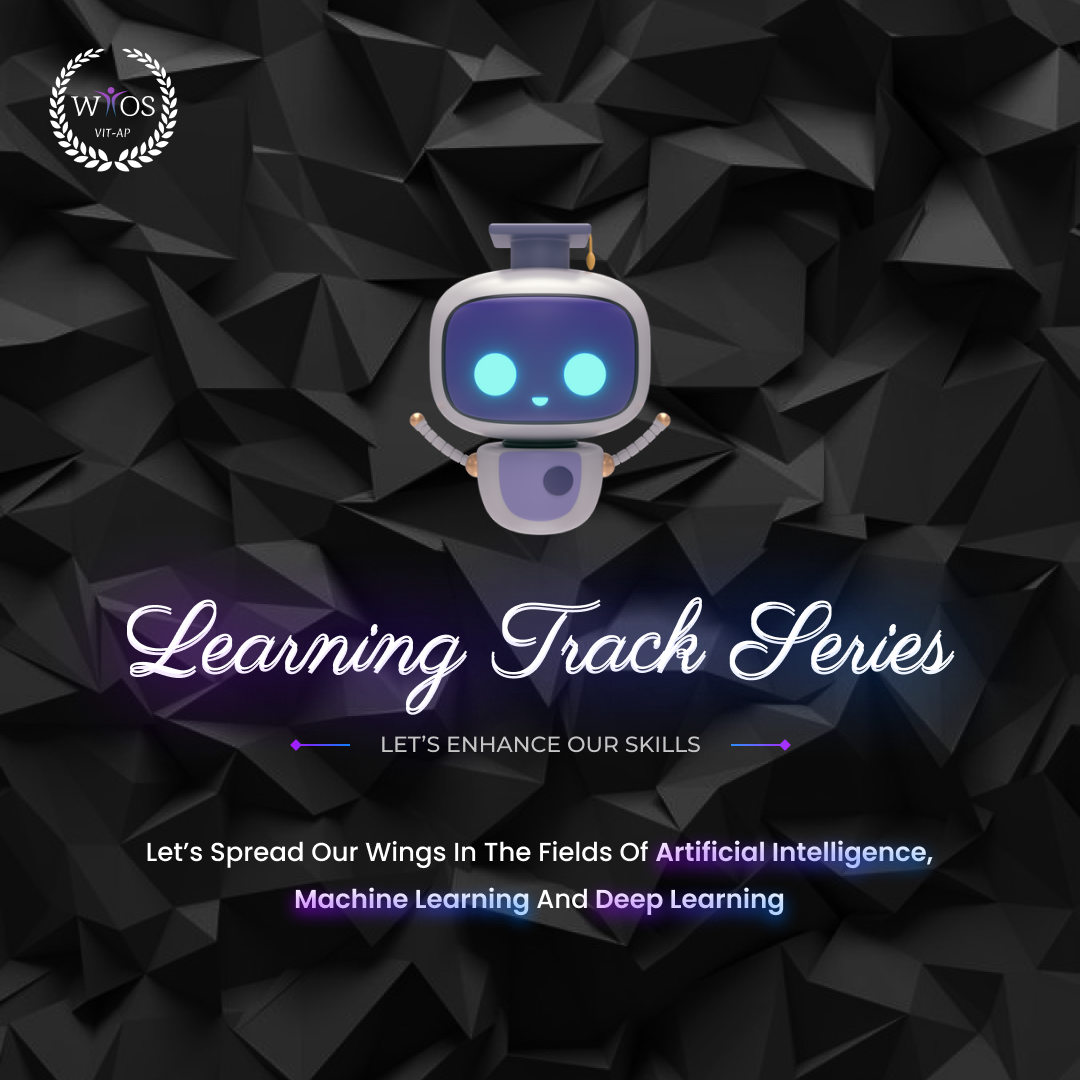 WIOS
VIT-AP
Learning Track Series
LET’S ENHANCE OUR SKILLS
Let’s Spread Our Wings In The Fields Of Artificial Intelligence,
Machine Learning And Deep Learning